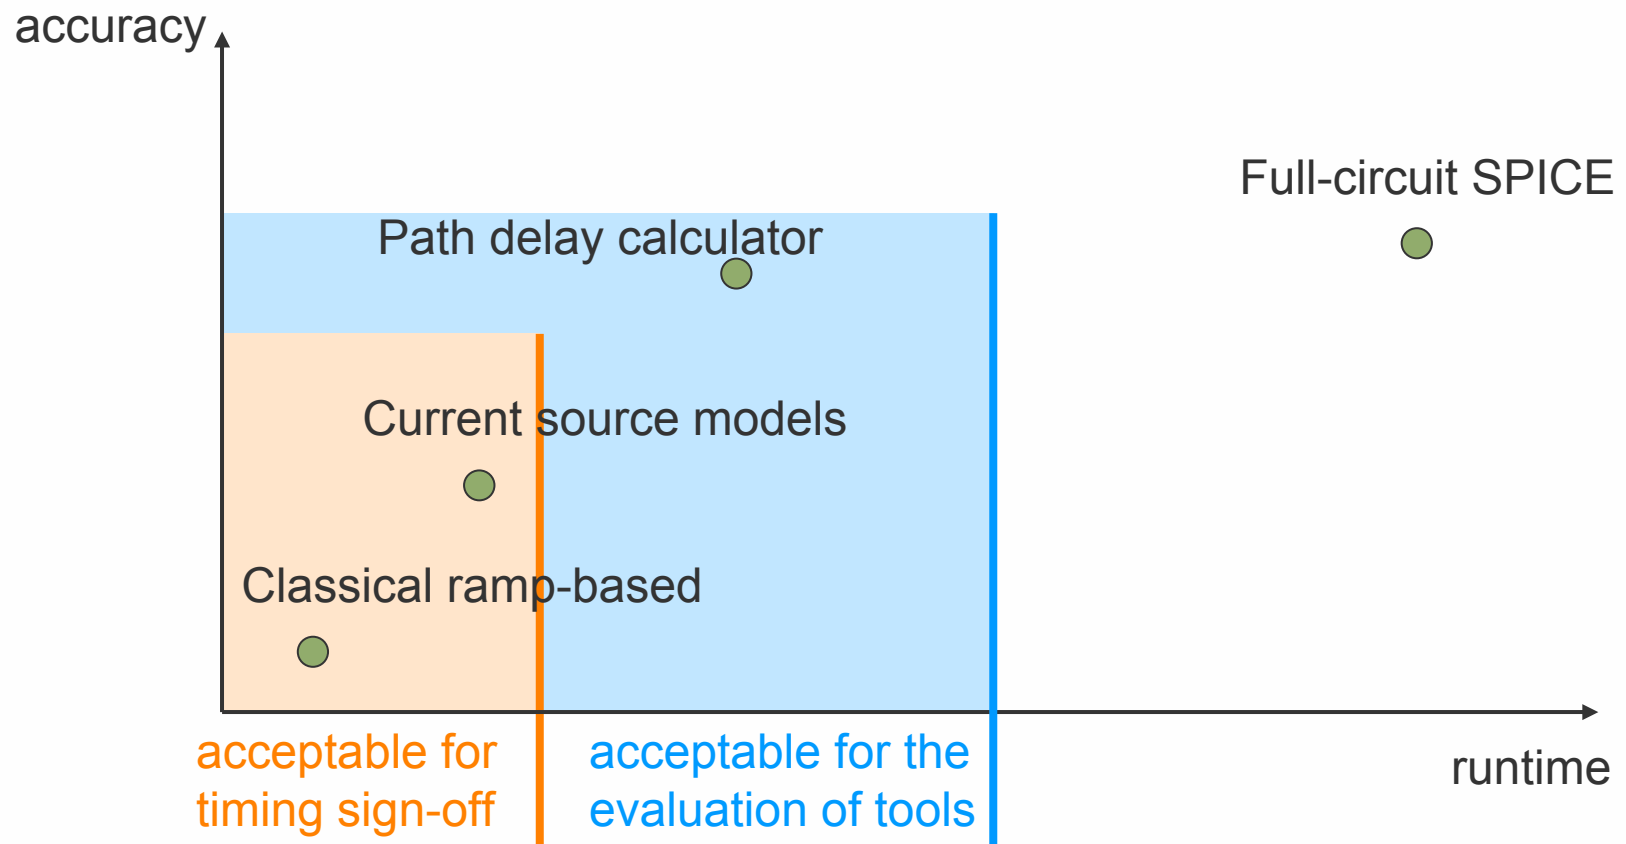 accuracy
Full-circuit SPICE
Path delay calculator
Current source models
Classical ramp-based
acceptable for
timing sign-off
acceptable for the
evaluation of tools
runtime